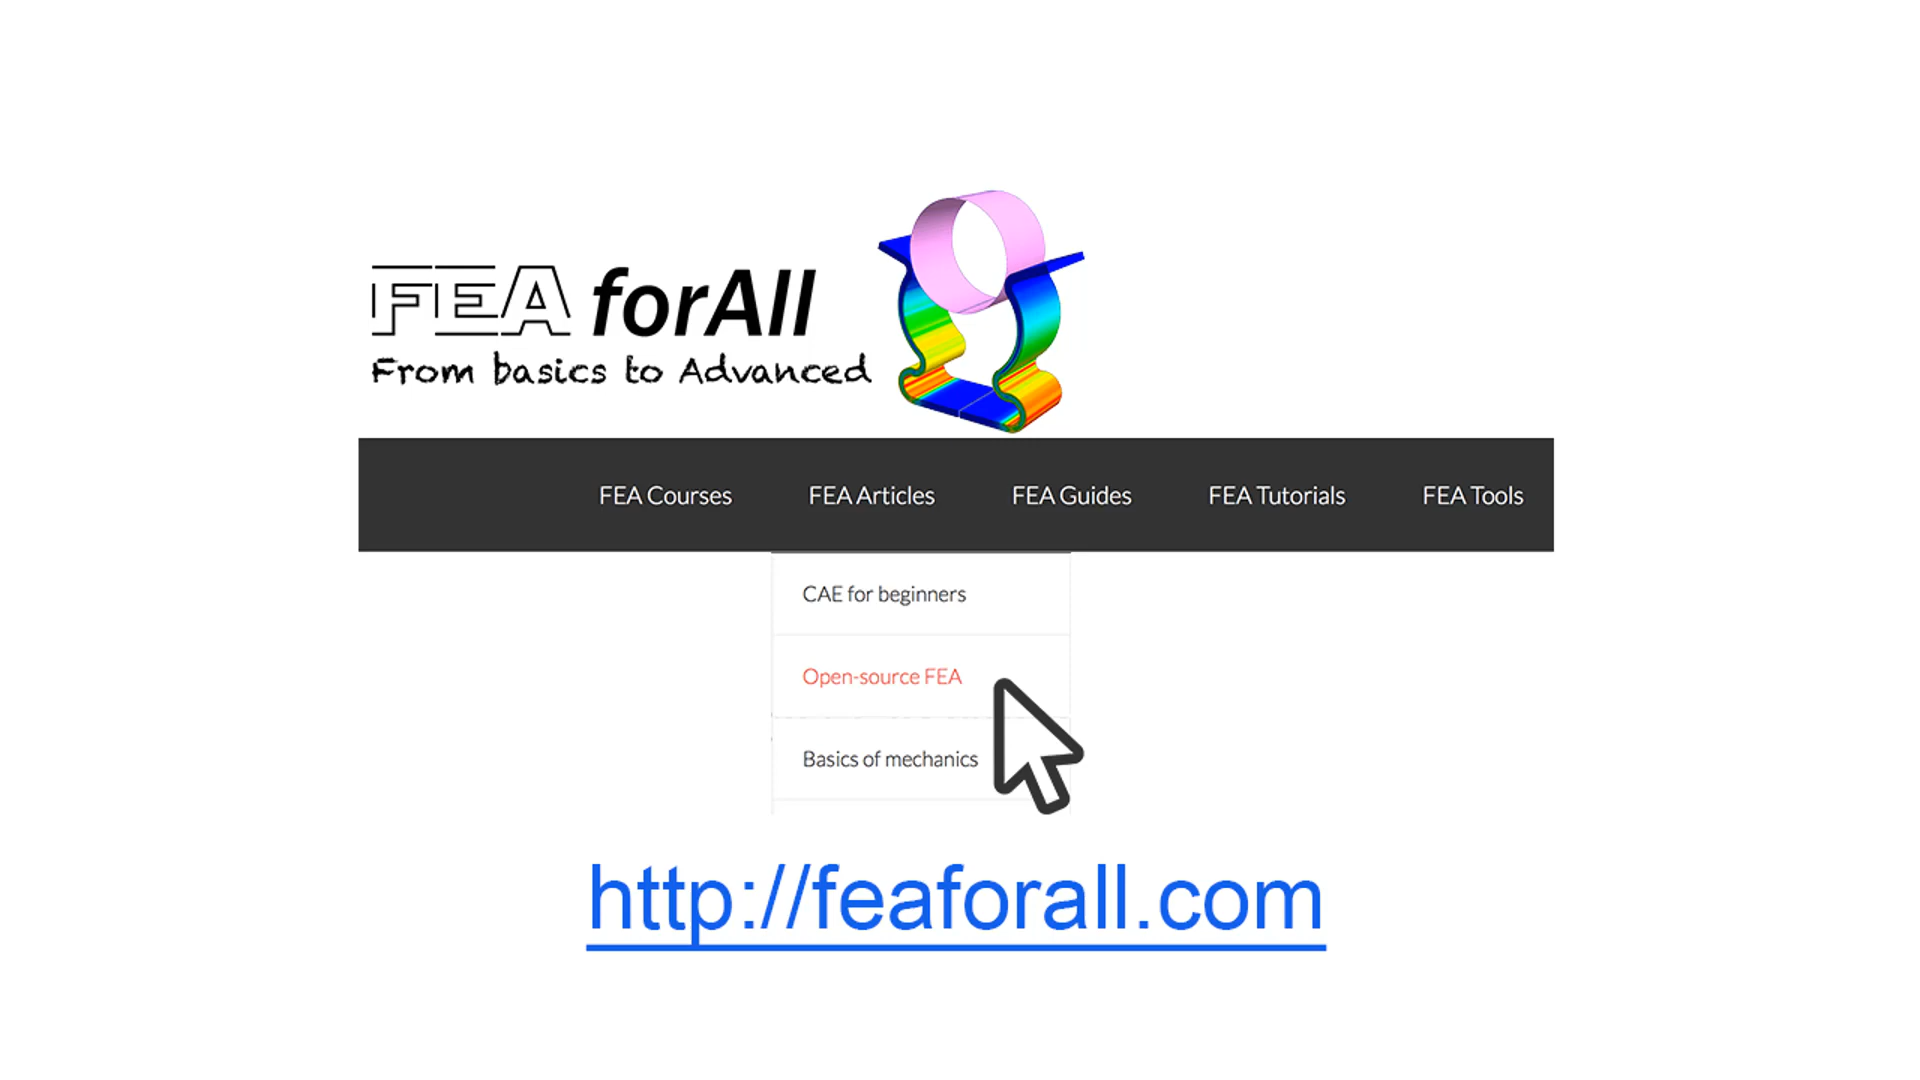 FEA forAll
From basics to Advanced
FEA Courses FEA Articles FEA Guides FEA Tutorials FEA Tools
CAE for beginners
Open-source FEA
Basics of mechanics
http://feaforall.com